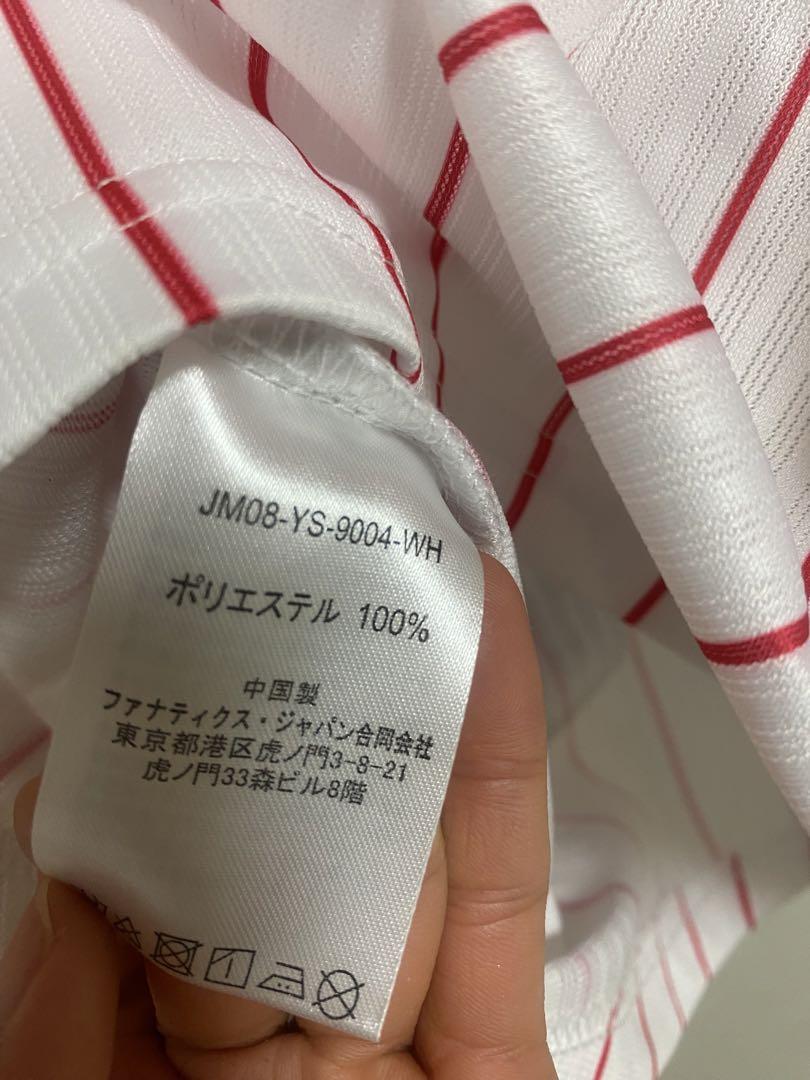 JM08-YS-9004-WH
ポリエステル 100%
中国製
ファナティクス・ジャパン合同会社
東京都港区虎ノ門3-8-21
虎ノ門33森ビル8階